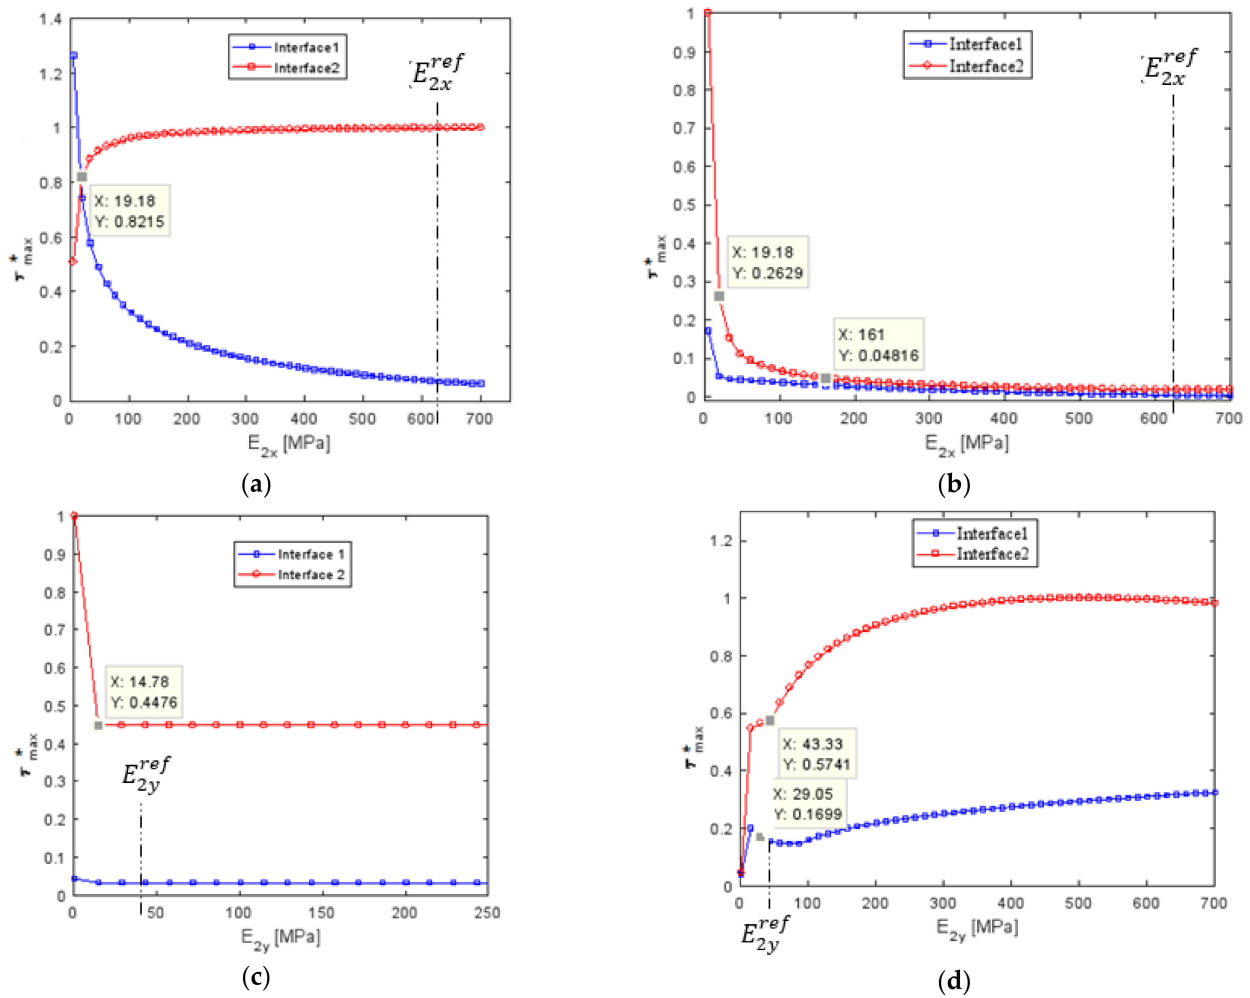 1.4
1.2
1
0.8
0.6
0.4
0.2
0
τ*max
Interface1
Interface2
E2x^ref
X: 19.18
Y: 0.8215
0 100 200 300 400 500 600 700
E2x [MPa]
(a)
1
0.9
0.8
0.7
0.6
0.5
0.4
0.3
0.2
0.1
0
τ*max
Interface1
Interface2
E2x^ref
X: 19.18
Y: 0.2629
X: 161
Y: 0.04816
0 100 200 300 400 500 600 700
E2x [MPa]
(b)
1
0.9
0.8
0.7
0.6
0.5
0.4
0.3
0.2
0.1
0
τ*max
Interface 1
Interface 2
X: 14.78
Y: 0.4476
E2y^ref
0 50 100 150 200 250
E2y [MPa]
(c)
1.2
1
0.8
0.6
0.4
0.2
0
τ*max
Interface1
Interface2
X: 43.33
Y: 0.5741
X: 29.05
Y: 0.1699
0 100 200 300 400 500 600 700
E2y^ref
E2y [MPa]
(d)